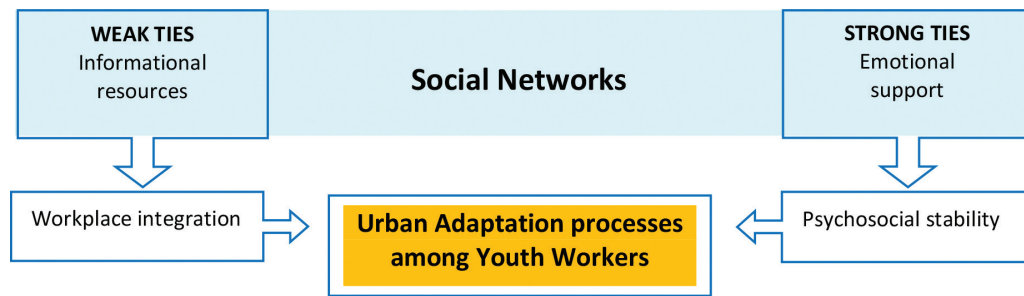 WEAK TIES
Informational
resources
Social Networks
STRONG TIES
Emotional
support
Workplace integration
Urban Adaptation processes
among Youth Workers
Psychosocial stability